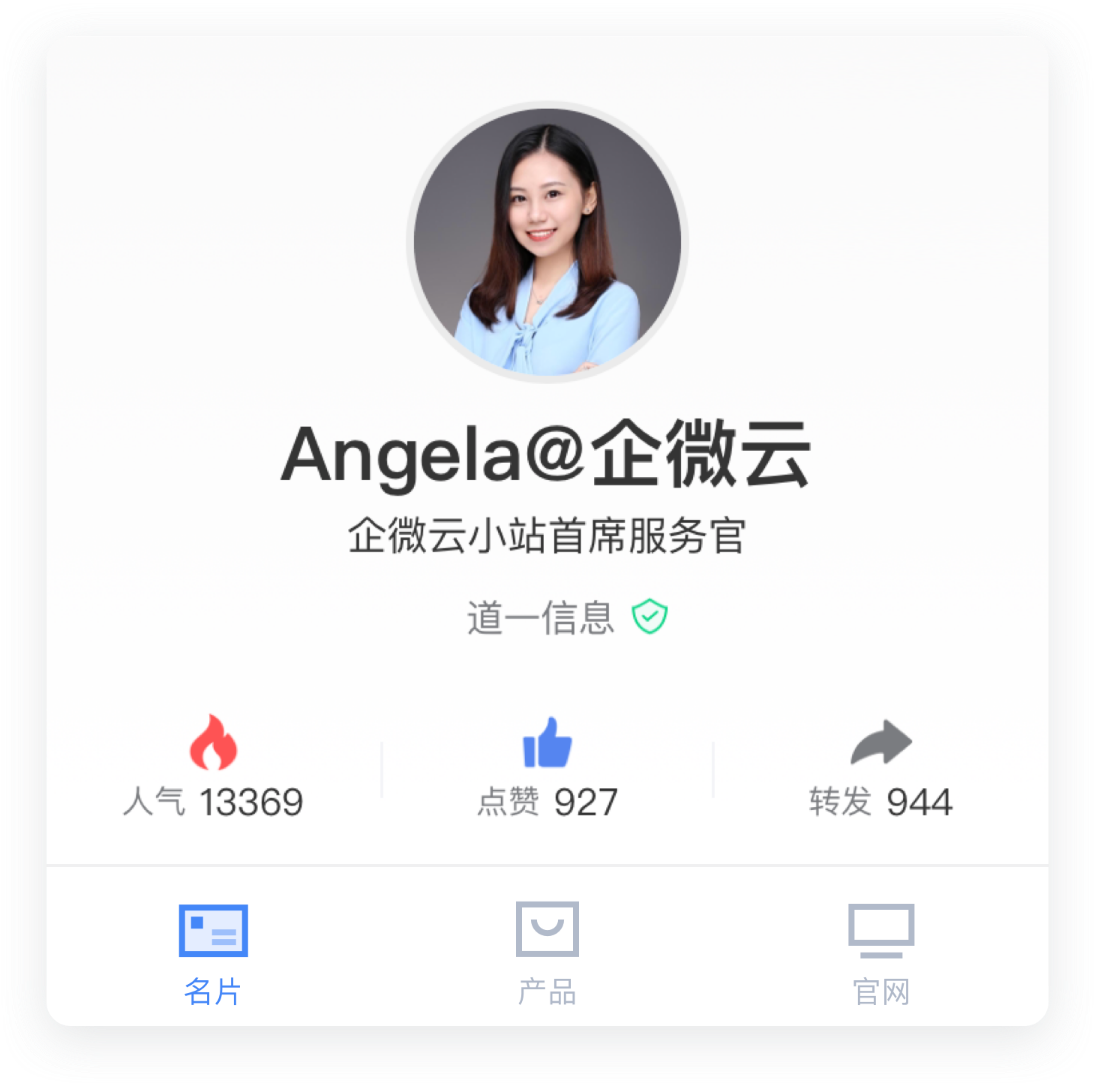 Angela@企微云
企微云小站首席服务官
道一信息
人气 13369
点赞 927
转发 944
名片
产品
官网